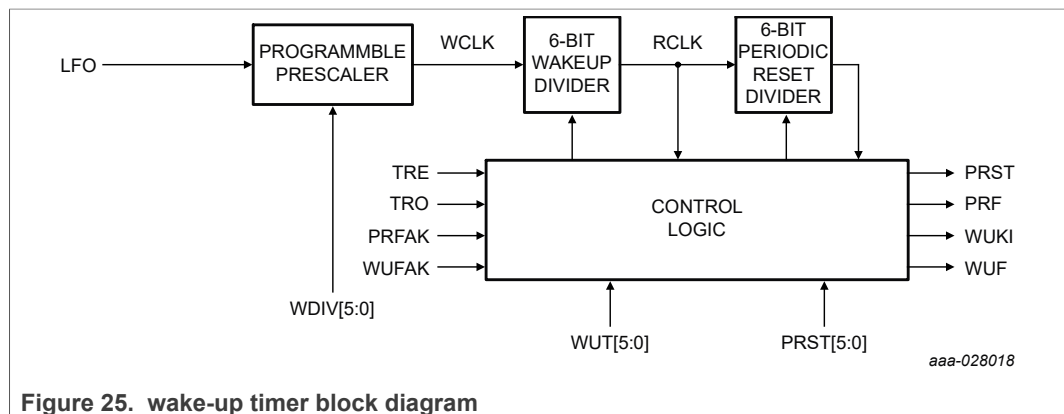 LFO
PROGRAMMBLE
PRESCALER
WCLK
6-BIT
WAKEUP
DIVIDER
RCLK
6-BIT
PERIODIC
RESET
DIVIDER
TRE
TRO
PRFAK
WUFAK
CONTROL
LOGIC
PRST
PRF
WUKI
WUF
WDIV[5:0]
WUT[5:0]
PRST[5:0]
aaa-028018
Figure 25. wake-up timer block diagram